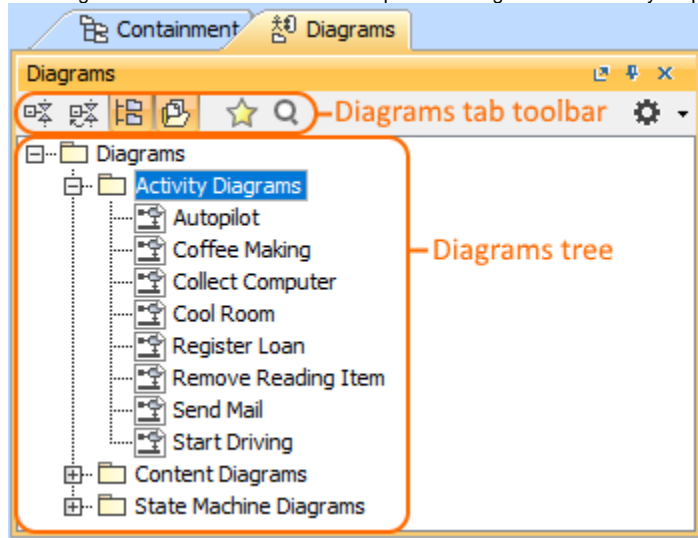 Containment
Diagrams
Diagrams
Diagrams tab toolbar
Diagrams
Activity Diagrams
Autopilot
Coffee Making
Diagrams tree
Collect Computer
Cool Room
Register Loan
Remove Reading Item
Send Mail
Start Driving
Content Diagrams
State Machine Diagrams